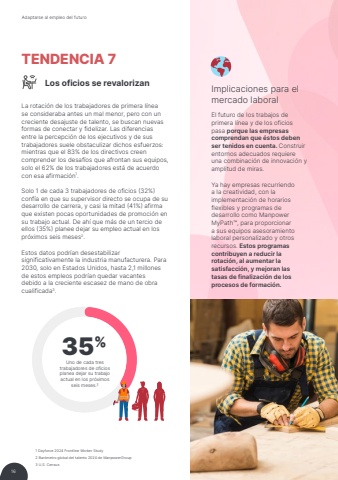 Adaptarse al empleo del futuro
TENDENCIA 7
Los oficios se revalorizan
La rotación de los trabajadores de primera línea
se consideraba antes un mal menor, pero con un
creciente desajuste de talento, se buscan nuevas
formas de conectar y fidelizar. Las diferencias
entre la percepción de los ejecutivos y de sus
trabajadores suele obstaculizar dichos esfuerzos:
mientras que el 83% de los directivos creen
comprender los desafíos que afrontan sus equipos,
solo el 62% de los trabajadores está de acuerdo
con esa afirmación¹.
Solo 1 de cada 3 trabajadores de oficios (32%)
confía en que su supervisor directo se ocupa de su
desarrollo de carrera, y casi la mitad (41%) afirma
que existen pocas oportunidades de promoción en
su trabajo actual. De ahí que más de un tercio de
ellos (35%) planee dejar su empleo actual en los
próximos seis meses².
Estos datos podrían desestabilizar
significativamente la industria manufacturera. Para
2030, solo en Estados Unidos, hasta 2,1 millones
de estos empleos podrían quedar vacantes
debido a la creciente escasez de mano de obra
cualificada³.
35%
Uno de cada tres
trabajadores de oficios
planea dejar su trabajo
actual en los próximos
seis meses.²
1 Dayforce 2024 Frontline Worker Study
2 Barómetro global del talento 2024 de ManpowerGroup
3 U.S. Census
Implicaciones para el
mercado laboral
El futuro de los trabajos de
primera línea y de los oficios
pasa porque las empresas
comprendan que éstos deben
ser tenidos en cuenta. Construir
entornos adecuados requiere
una combinación de innovación y
amplitud de miras.
Ya hay empresas recurriendo
a la creatividad, con la
implementación de horarios
flexibles y programas de
desarrollo como Manpower
MyPath™, para proporcionar
a sus equipos asesoramiento
laboral personalizado y otros
recursos. Estos programas
contribuyen a reducir la
rotación, al aumentar la
satisfacción, y mejoran las
tasas de finalización de los
procesos de formación.